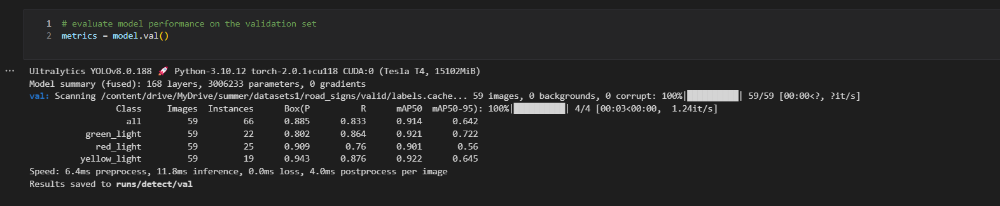 1 # evaluate model performance on the validation set
2 metrics = model.val()
... Ultralytics YOLOv8.0.188 🚀 Python-3.10.12 torch-2.0.1+cu118 CUDA:0 (Tesla T4, 15102MiB)
Model summary (fused): 168 layers, 3006233 parameters, 0 gradients
val: Scanning /content/drive/MyDrive/summer/datasets1/road_signs/valid/labels.cache... 59 images, 0 backgrounds, 0 corrupt: 100%|██████████| 59/59 [00:00<?, ?it/s]
Class Images Instances Box(P R mAP50 mAP50-95): 100%|██████████| 4/4 [00:03<00:00, 1.24it/s]
all 59 66 0.885 0.833 0.914 0.642
green_light 59 22 0.802 0.864 0.921 0.722
red_light 59 25 0.909 0.76 0.901 0.56
yellow_light 59 19 0.943 0.876 0.922 0.645
Speed: 6.4ms preprocess, 11.8ms inference, 0.0ms loss, 4.0ms postprocess per image
Results saved to runs/detect/val